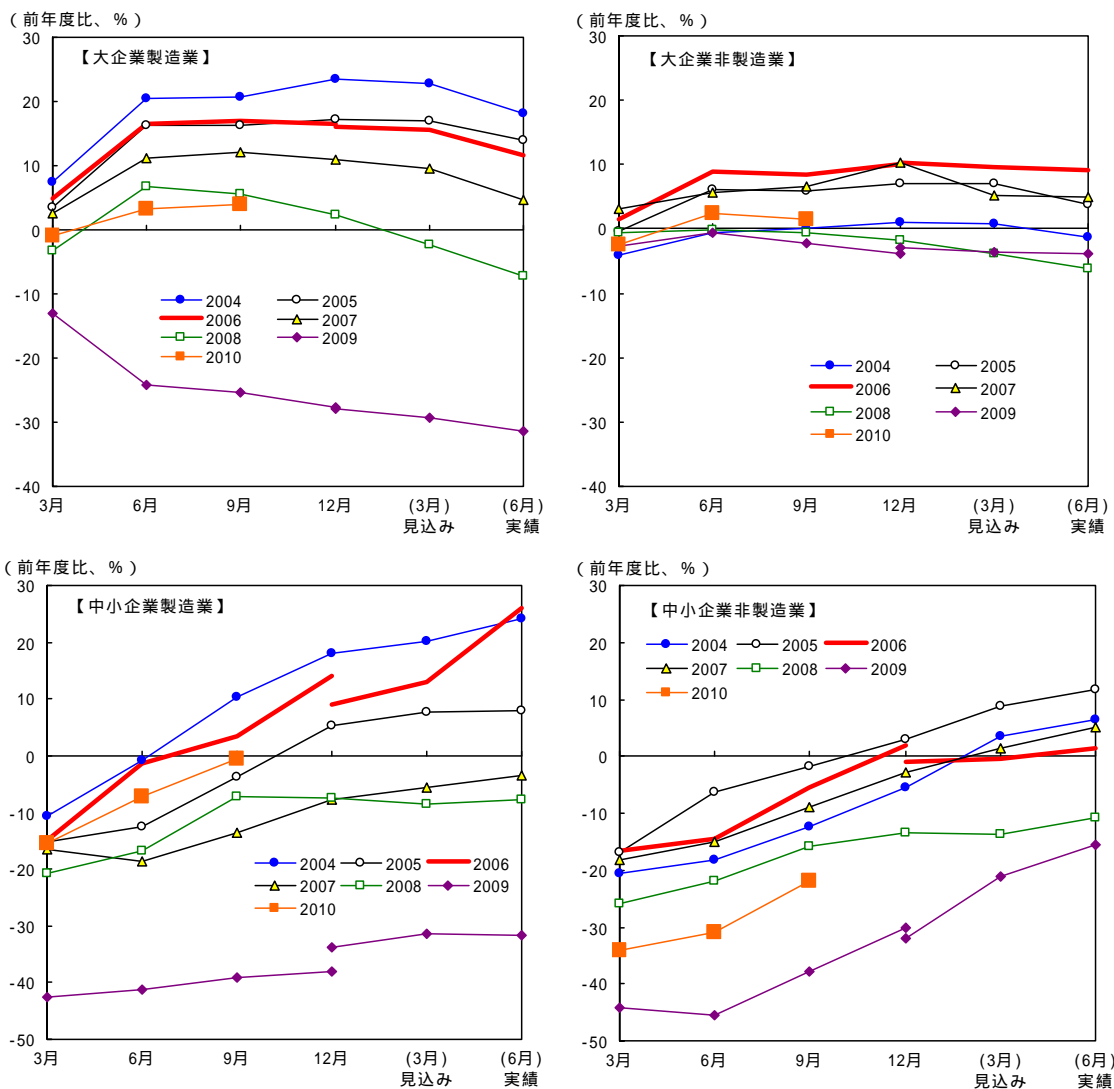 (前年度比、%)
【大企業製造業】
30
20
10
0
-10
-20
-30
-40
2004 2005
2006 2007
2008 2009
2010
3月 6月 9月 12月 (3月) (6月)
見込み 実績
(前年度比、%)
【大企業非製造業】
30
20
10
0
-10
-20
-30
-40
2004 2005
2006 2007
2008 2009
2010
3月 6月 9月 12月 (3月) (6月)
見込み 実績
(前年度比、%)
【中小企業製造業】
30
20
10
0
-10
-20
-30
-40
-50
2004 2005 2006
2007 2008 2009
2010
3月 6月 9月 12月 (3月) (6月)
見込み 実績
(前年度比、%)
【中小企業非製造業】
30
20
10
0
-10
-20
-30
-40
-50
2004 2005 2006
2007 2008 2009
2010
3月 6月 9月 12月 (3月) (6月)
見込み 実績